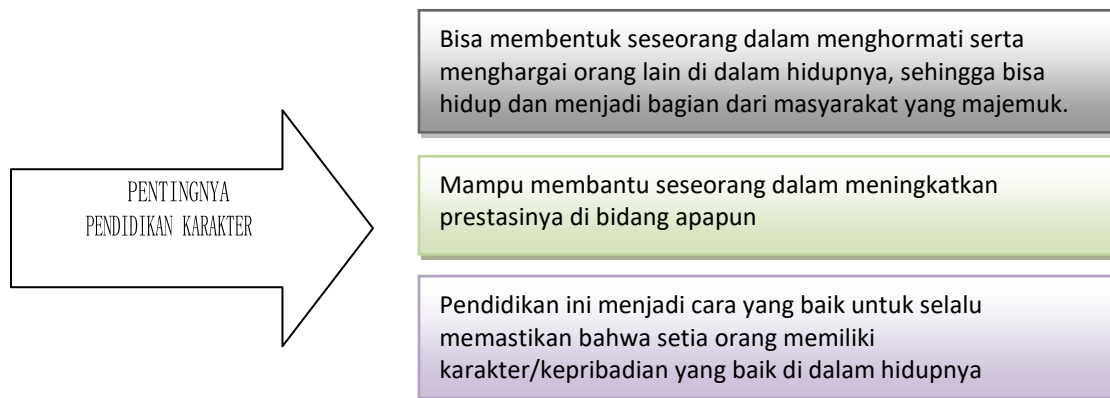 PENTINGNYA
PENDIDIKAN KARAKTER
Bisa membentuk seseorang dalam menghormati serta
menghargai orang lain di dalam hidupnya, sehingga bisa
hidup dan menjadi bagian dari masyarakat yang majemuk.
Mampu membantu seseorang dalam meningkatkan
prestasinya di bidang apapun
Pendidikan ini menjadi cara yang baik untuk selalu
memastikan bahwa setia orang memiliki
karakter/kepribadian yang baik di dalam hidupnya